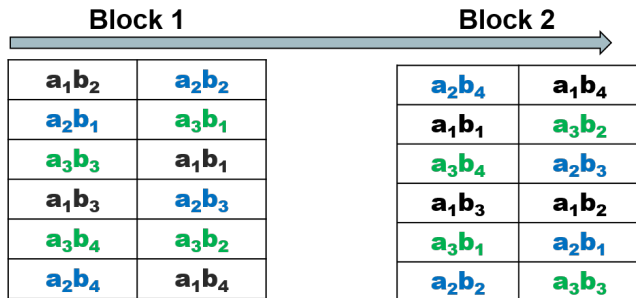 Block 1 Block 2
a₁b₂ a₂b₂ a₂b₄ a₁b₄
a₂b₁ a₃b₁ a₁b₁ a₃b₂
a₃b₃ a₁b₁ a₃b₄ a₂b₃
a₁b₃ a₂b₃ a₁b₃ a₁b₂
a₃b₄ a₃b₂ a₃b₁ a₂b₁
a₂b₄ a₁b₄ a₂b₂ a₃b₃